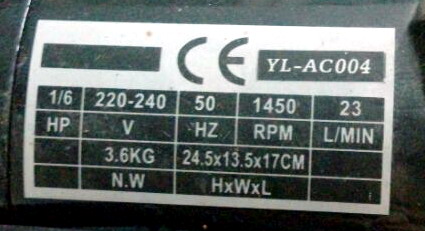 CE YL-AC004
1/6 220-240 50 1450 23
HP V HZ RPM L/MIN
3.6KG 24.5x13.5x17CM
N.W HxWxL